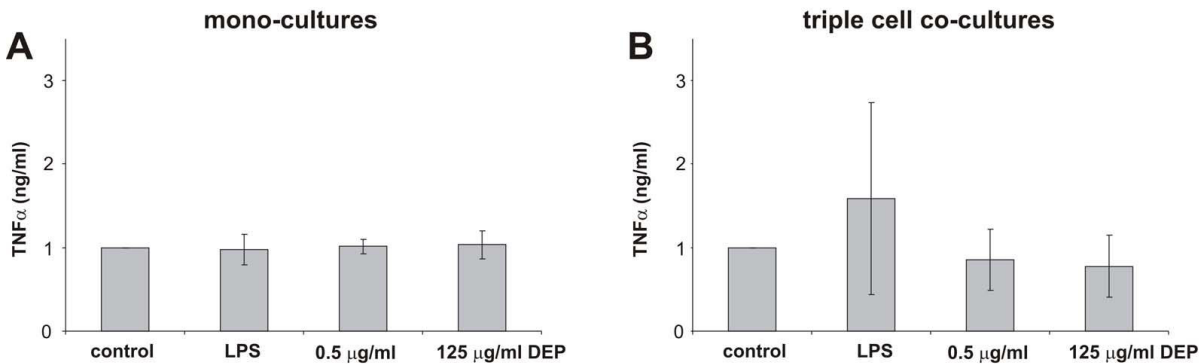 mono-cultures
A
TNFα (ng/ml)
3
2
1
0
control LPS 0.5 µg/ml 125 µg/ml DEP
triple cell co-cultures
B
TNFα (ng/ml)
3
2
1
0
control LPS 0.5 µg/ml 125 µg/ml DEP